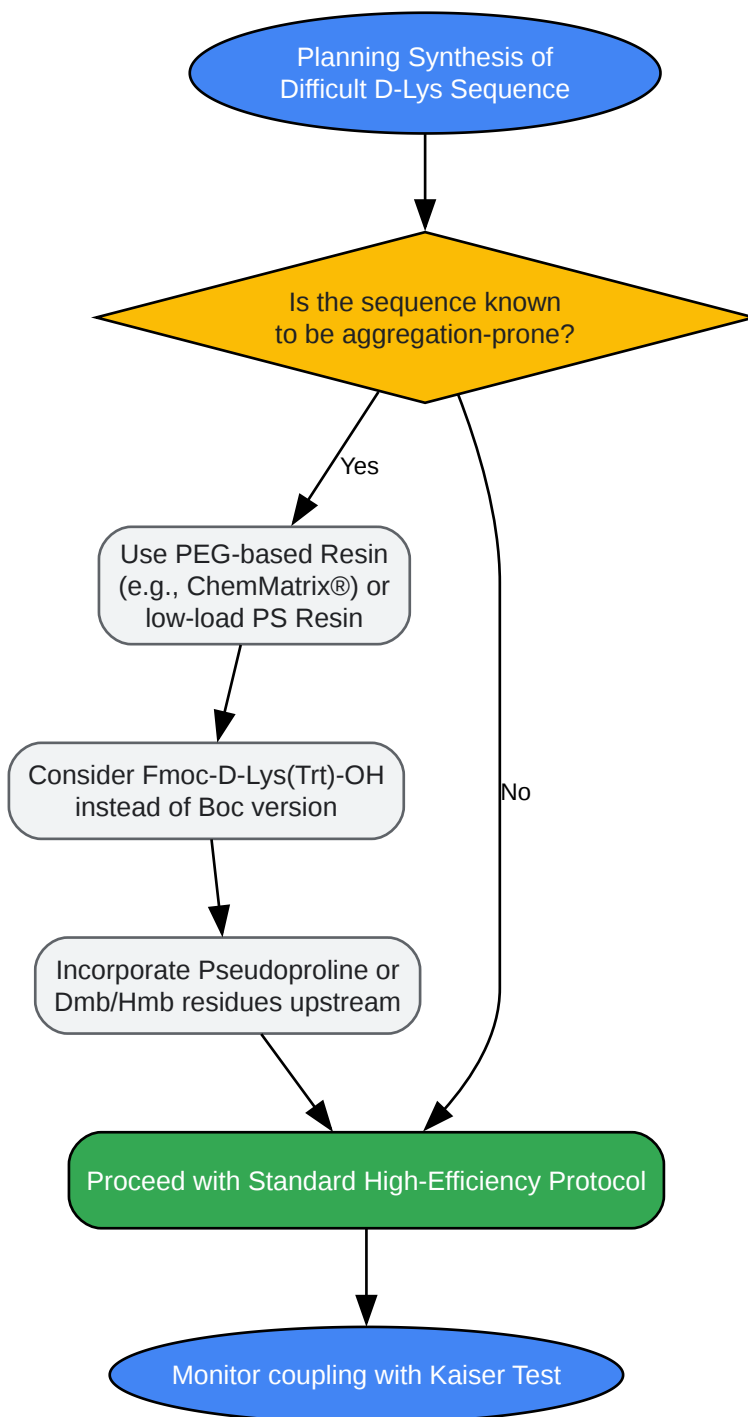 Planning Synthesis of
Difficult D-Lys Sequence
Is the sequence known
to be aggregation-prone?
Yes
Use PEG-based Resin
(e.g., ChemMatrix®) or
low-load PS Resin
Consider Fmoc-D-Lys(Trt)-OH
instead of Boc version
No
Incorporate Pseudoproline or
Dmb/Hmb residues upstream
Proceed with Standard High-Efficiency Protocol
Monitor coupling with Kaiser Test